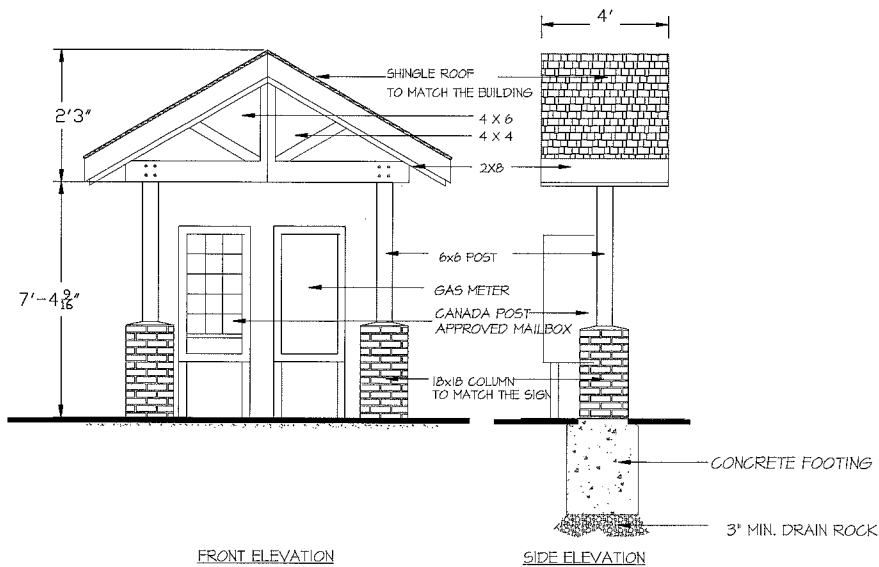 4'
SHINGLE ROOF
TO MATCH THE BUILDING
2'3"
4 X 6
4 X 4
2X8
6x6 POST
7'-4 9/16"
GAS METER
CANADA POST
APPROVED MAILBOX
18x18 COLUMN
TO MATCH THE SIGN
CONCRETE FOOTING
3" MIN. DRAIN ROCK
FRONT ELEVATION
SIDE ELEVATION